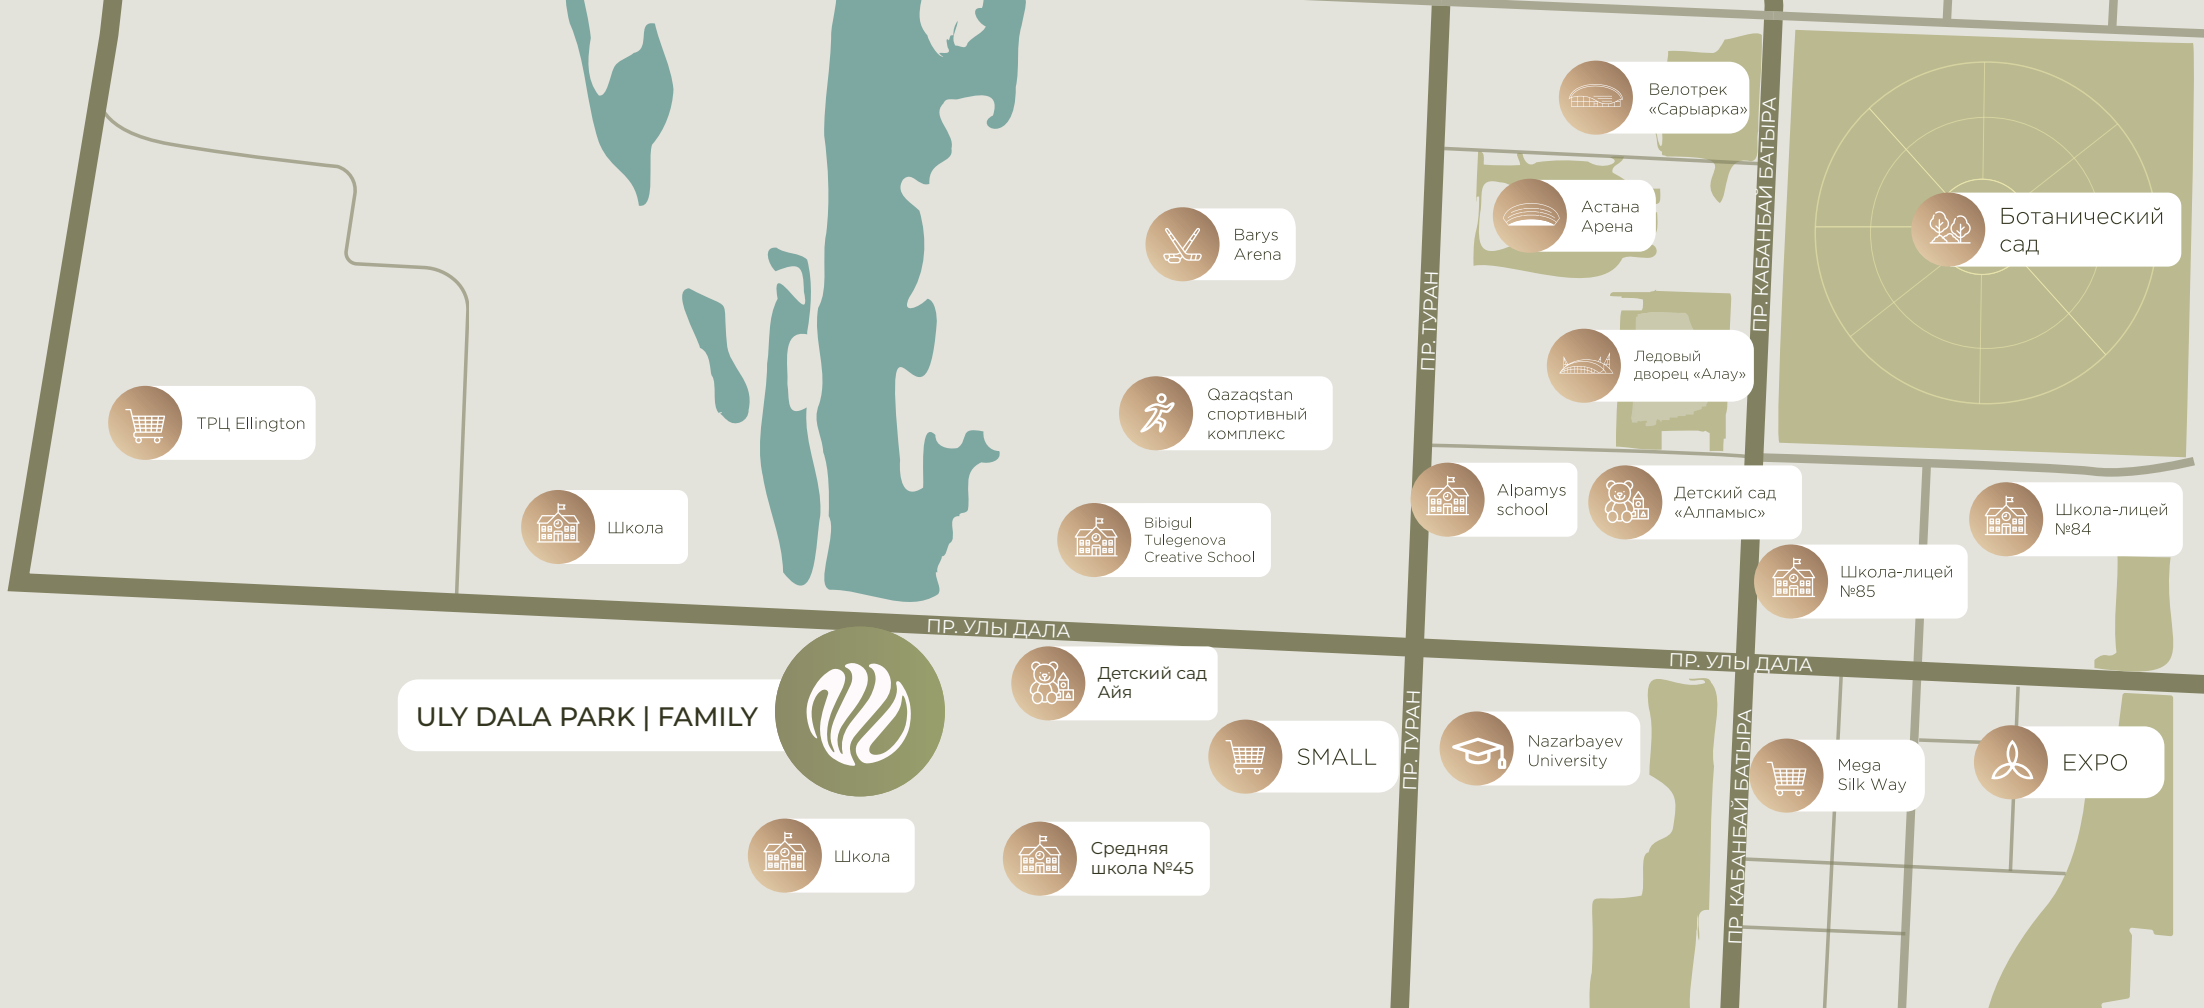 Велотрек
«Сарыарка»
Астана
Арена
Ботанический
сад
Barys
Arena
ПР. ТУРАН
ПР. КАБАНБАЙ БАТЫРА
Ледовый
дворец «Алау»
Qazaqstan
спортивный
комплекс
ТРЦ Ellington
Школа
Bibigul
Tulegenova
Creative School
Alpamys
school
Детский сад
«Алпамыс»
Школа-лицей
№84
Школа-лицей
№85
ПР. УЛЫ ДАЛА
ПР. УЛЫ ДАЛА
ULY DALA PARK | FAMILY
Детский сад
Айя
SMALL
ПР. ТУРАН
Nazarbayev
University
ПР. КАБАНБАЙ БАТЫРА
Mega
Silk Way
EXPO
Школа
Средняя
школа №45